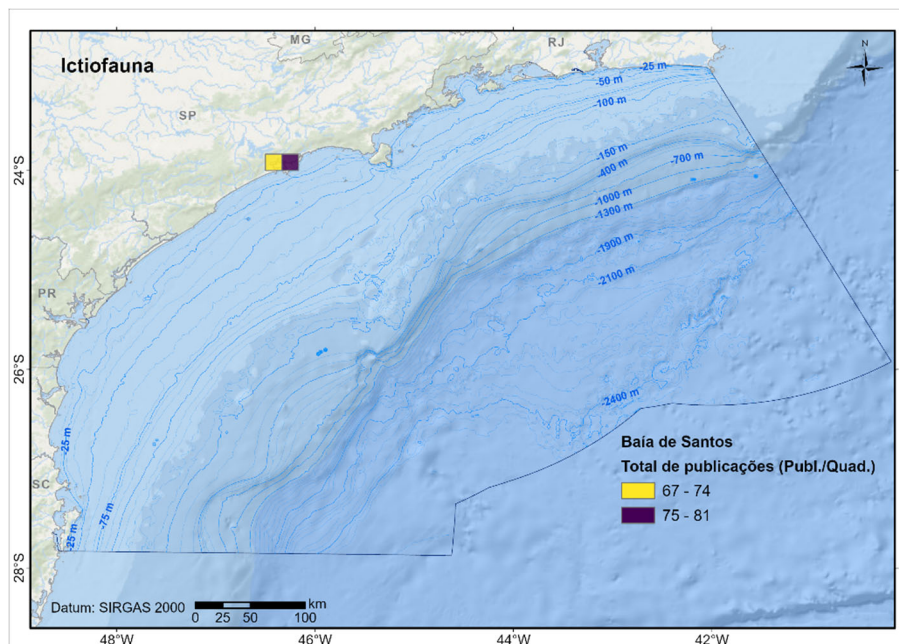 MG
RJ
N
Ictiofauna
-25 m
-50 m
-100 m
SP
-150 m
-700 m
24°S
-400 m
-1000 m
-1300 m
-1900 m
-2100 m
PR
26°S
-2400 m
-25 m
Baía de Santos
Total de publicações (Publ./Quad.)
SC
67 - 74
-75 m
75 - 81
-25 m
28°S
Datum: SIRGAS 2000
km
0 25 50 100
48°W 46°W 44°W 42°W